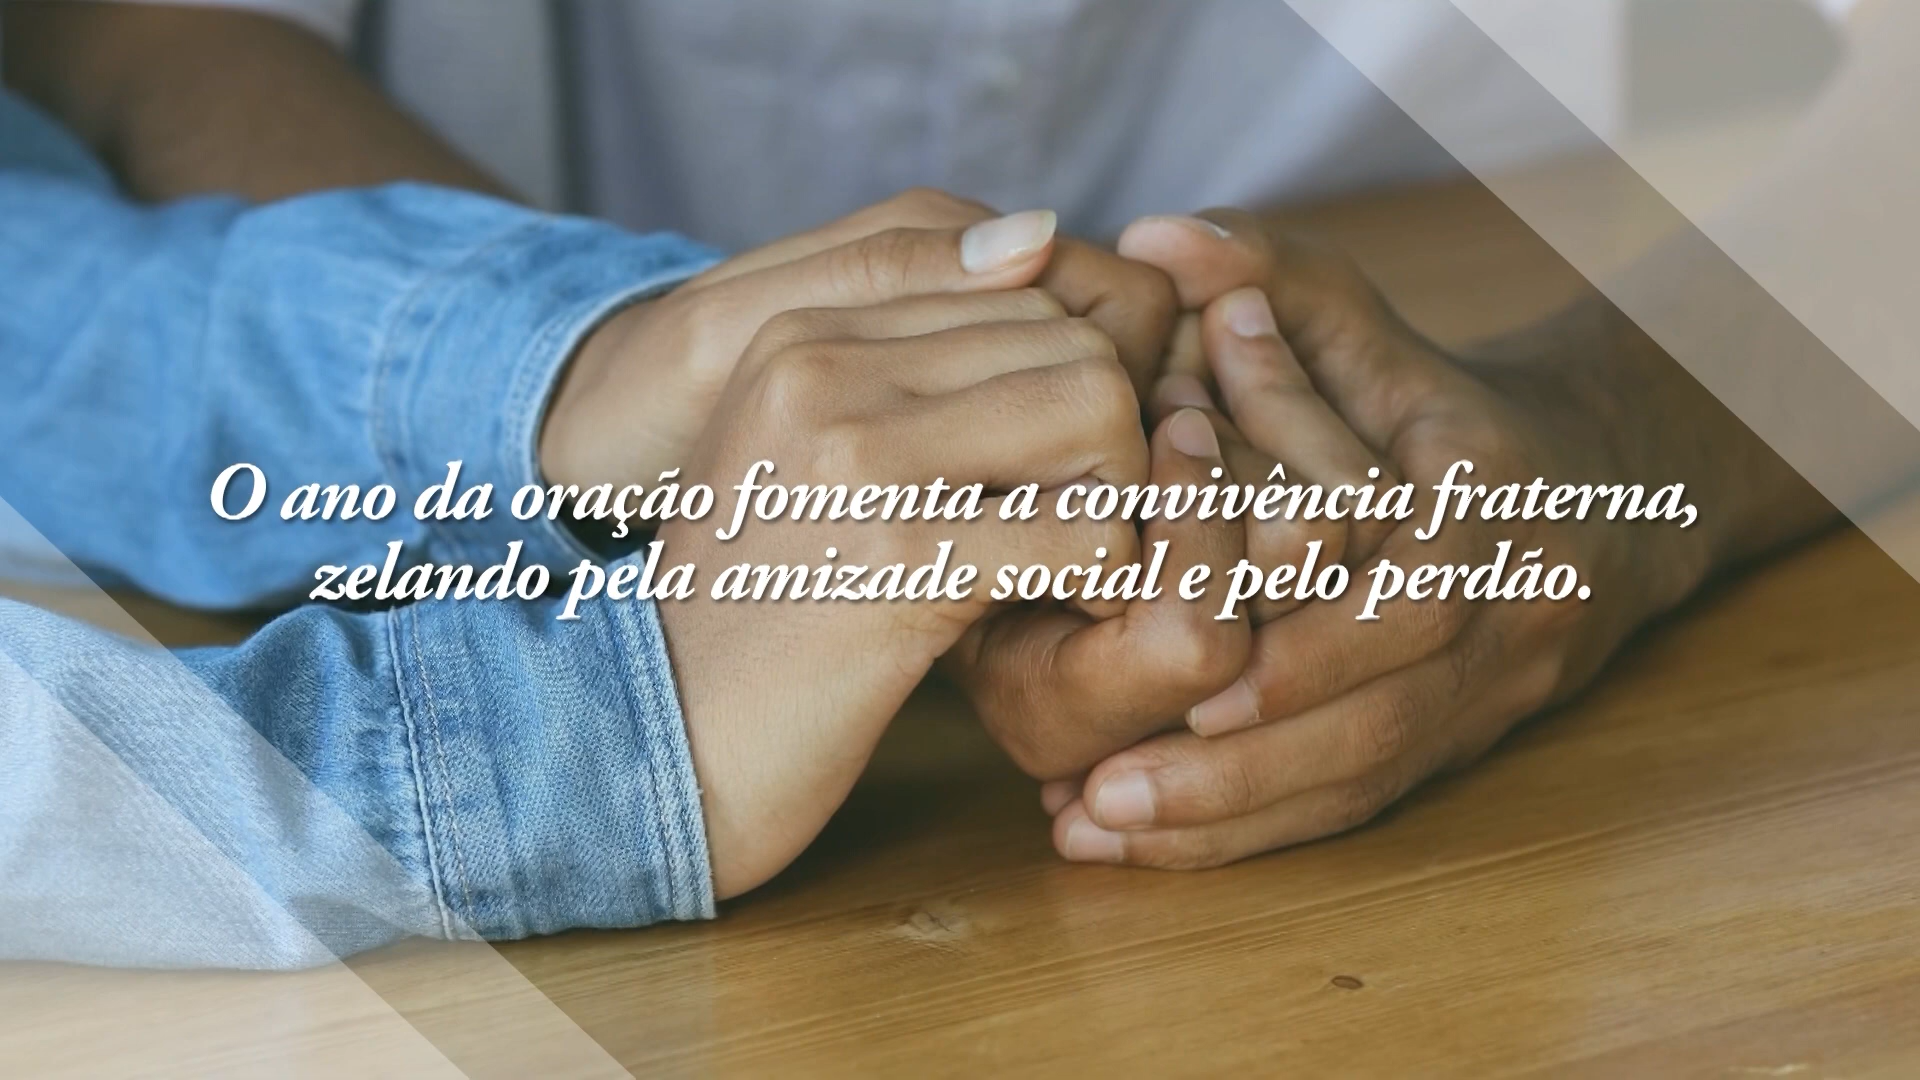 O ano da oração fomenta a convivência fraterna,
zelando pela amizade social e pelo perdão.